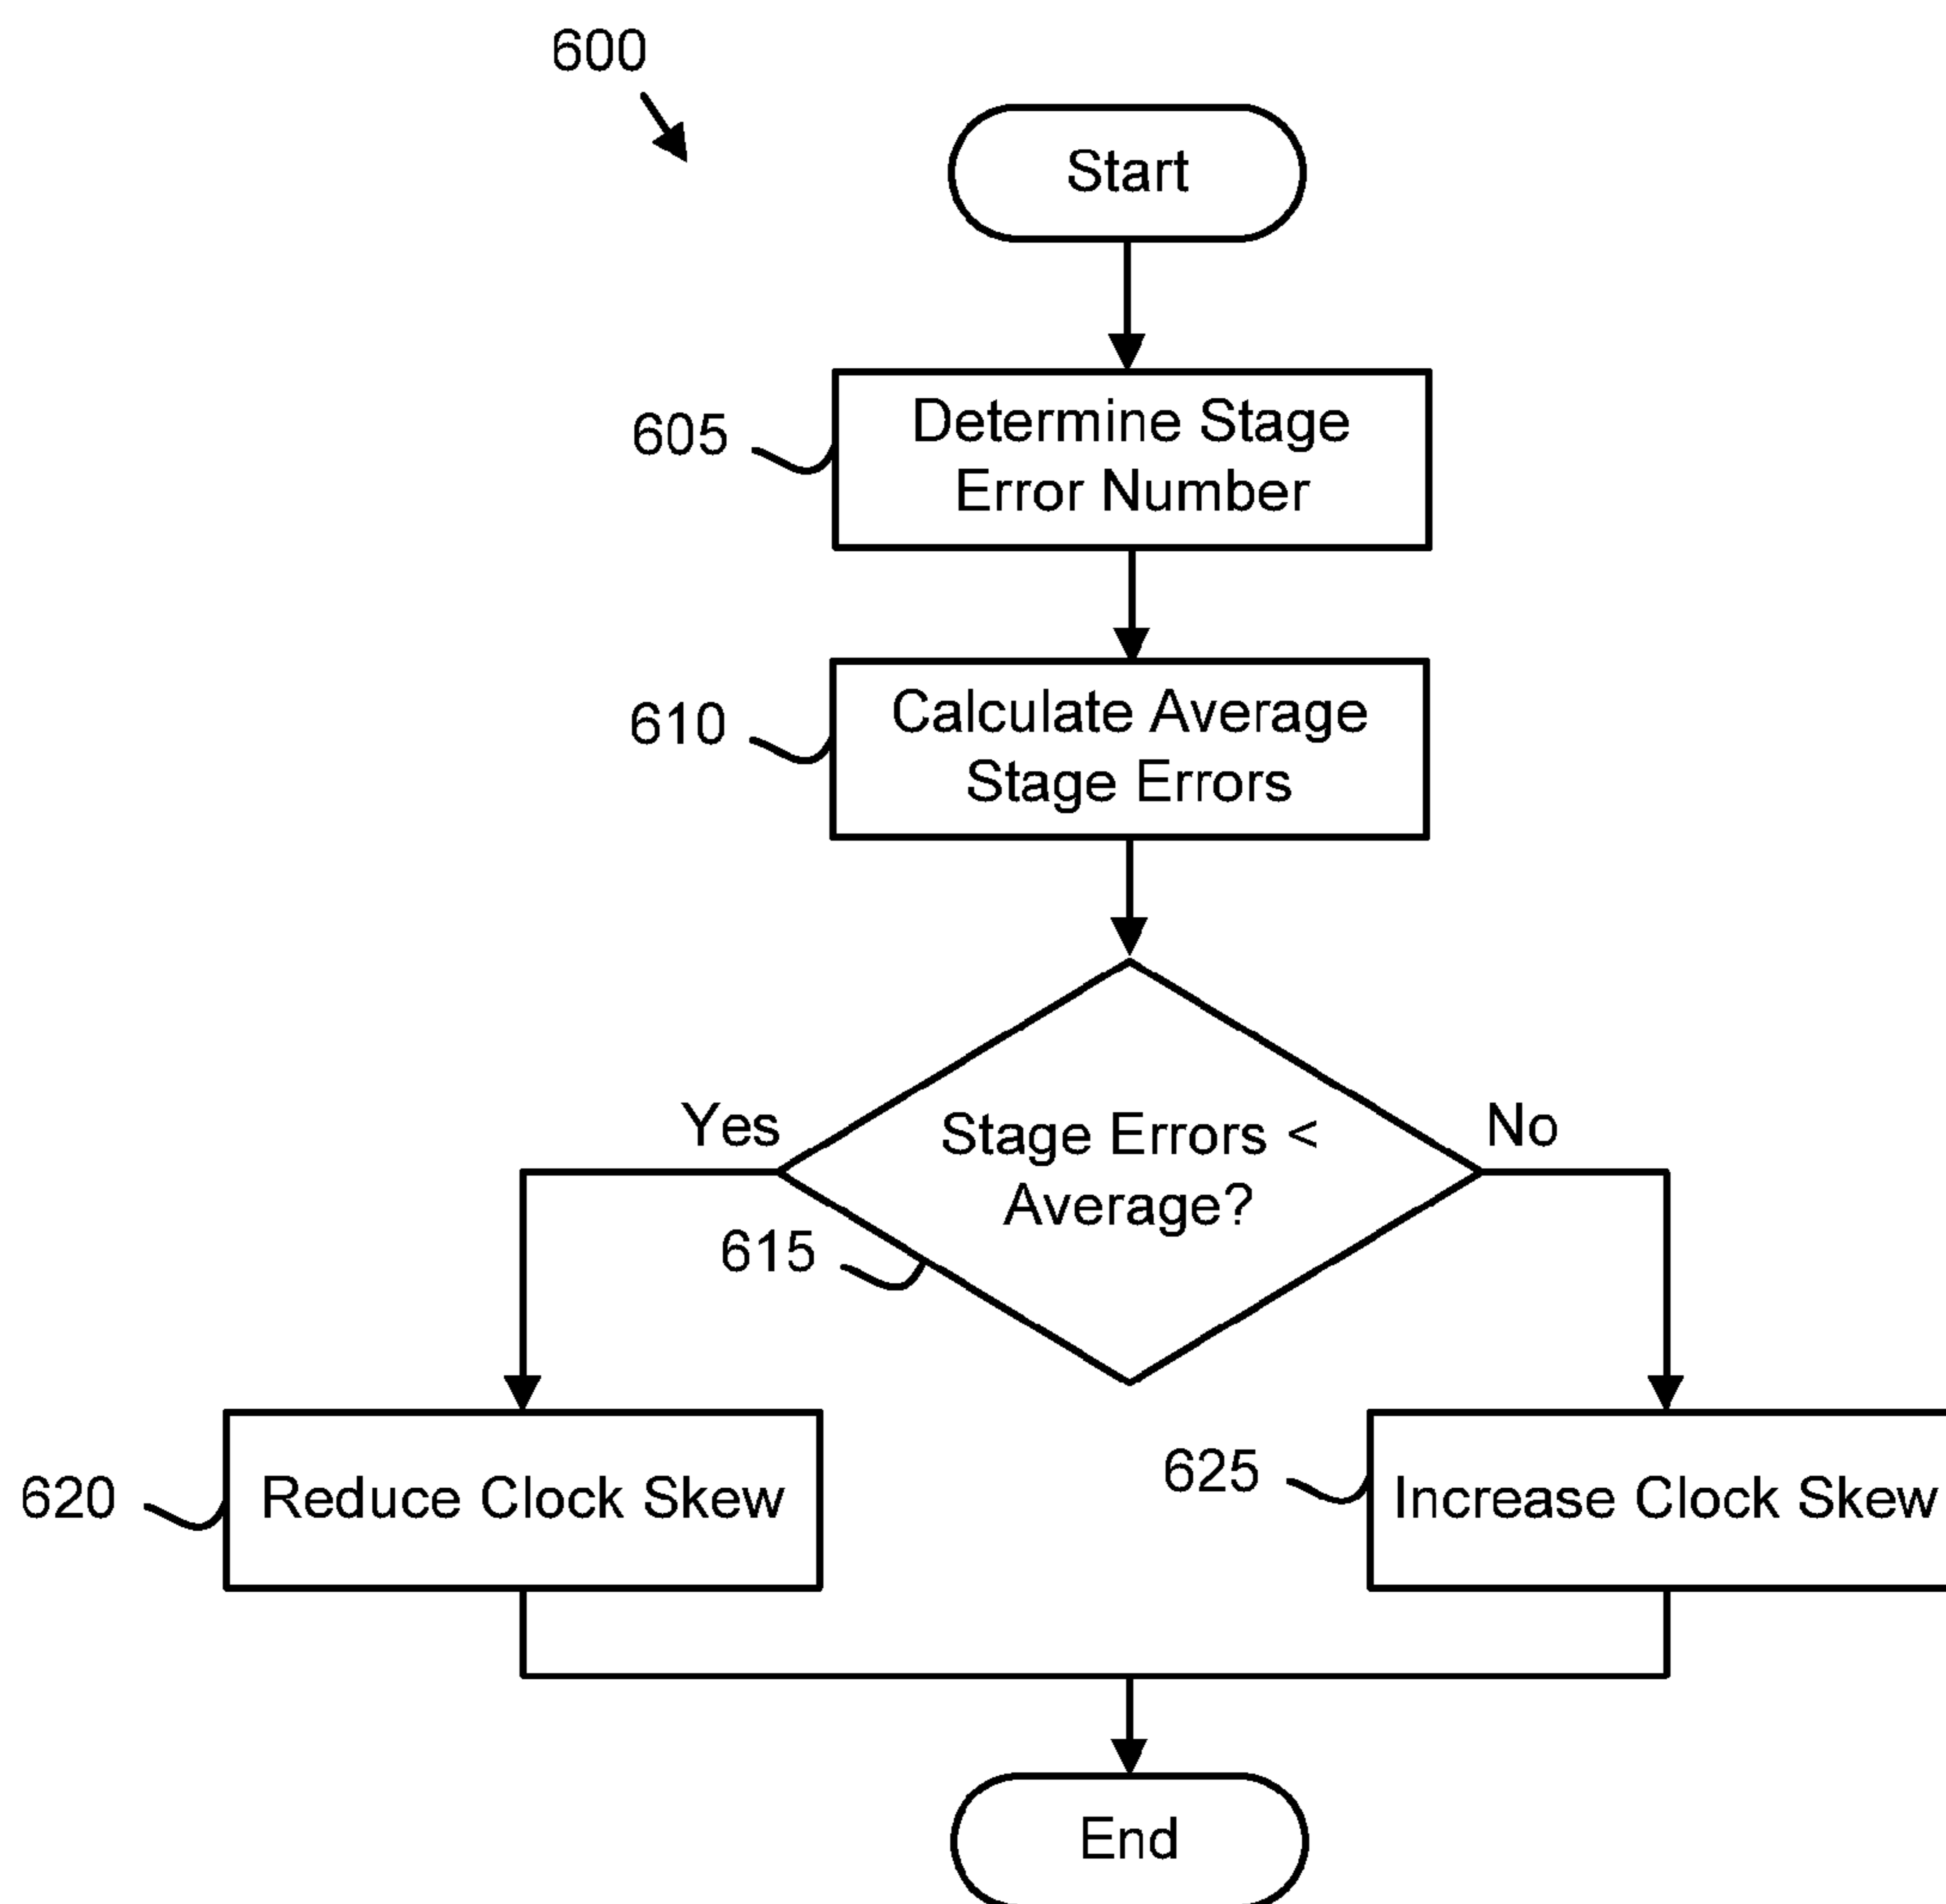 600
Start
605
Determine Stage
Error Number
610
Calculate Average
Stage Errors
Yes
Stage Errors <
Average?
No
615
620
Reduce Clock Skew
625
Increase Clock Skew
End